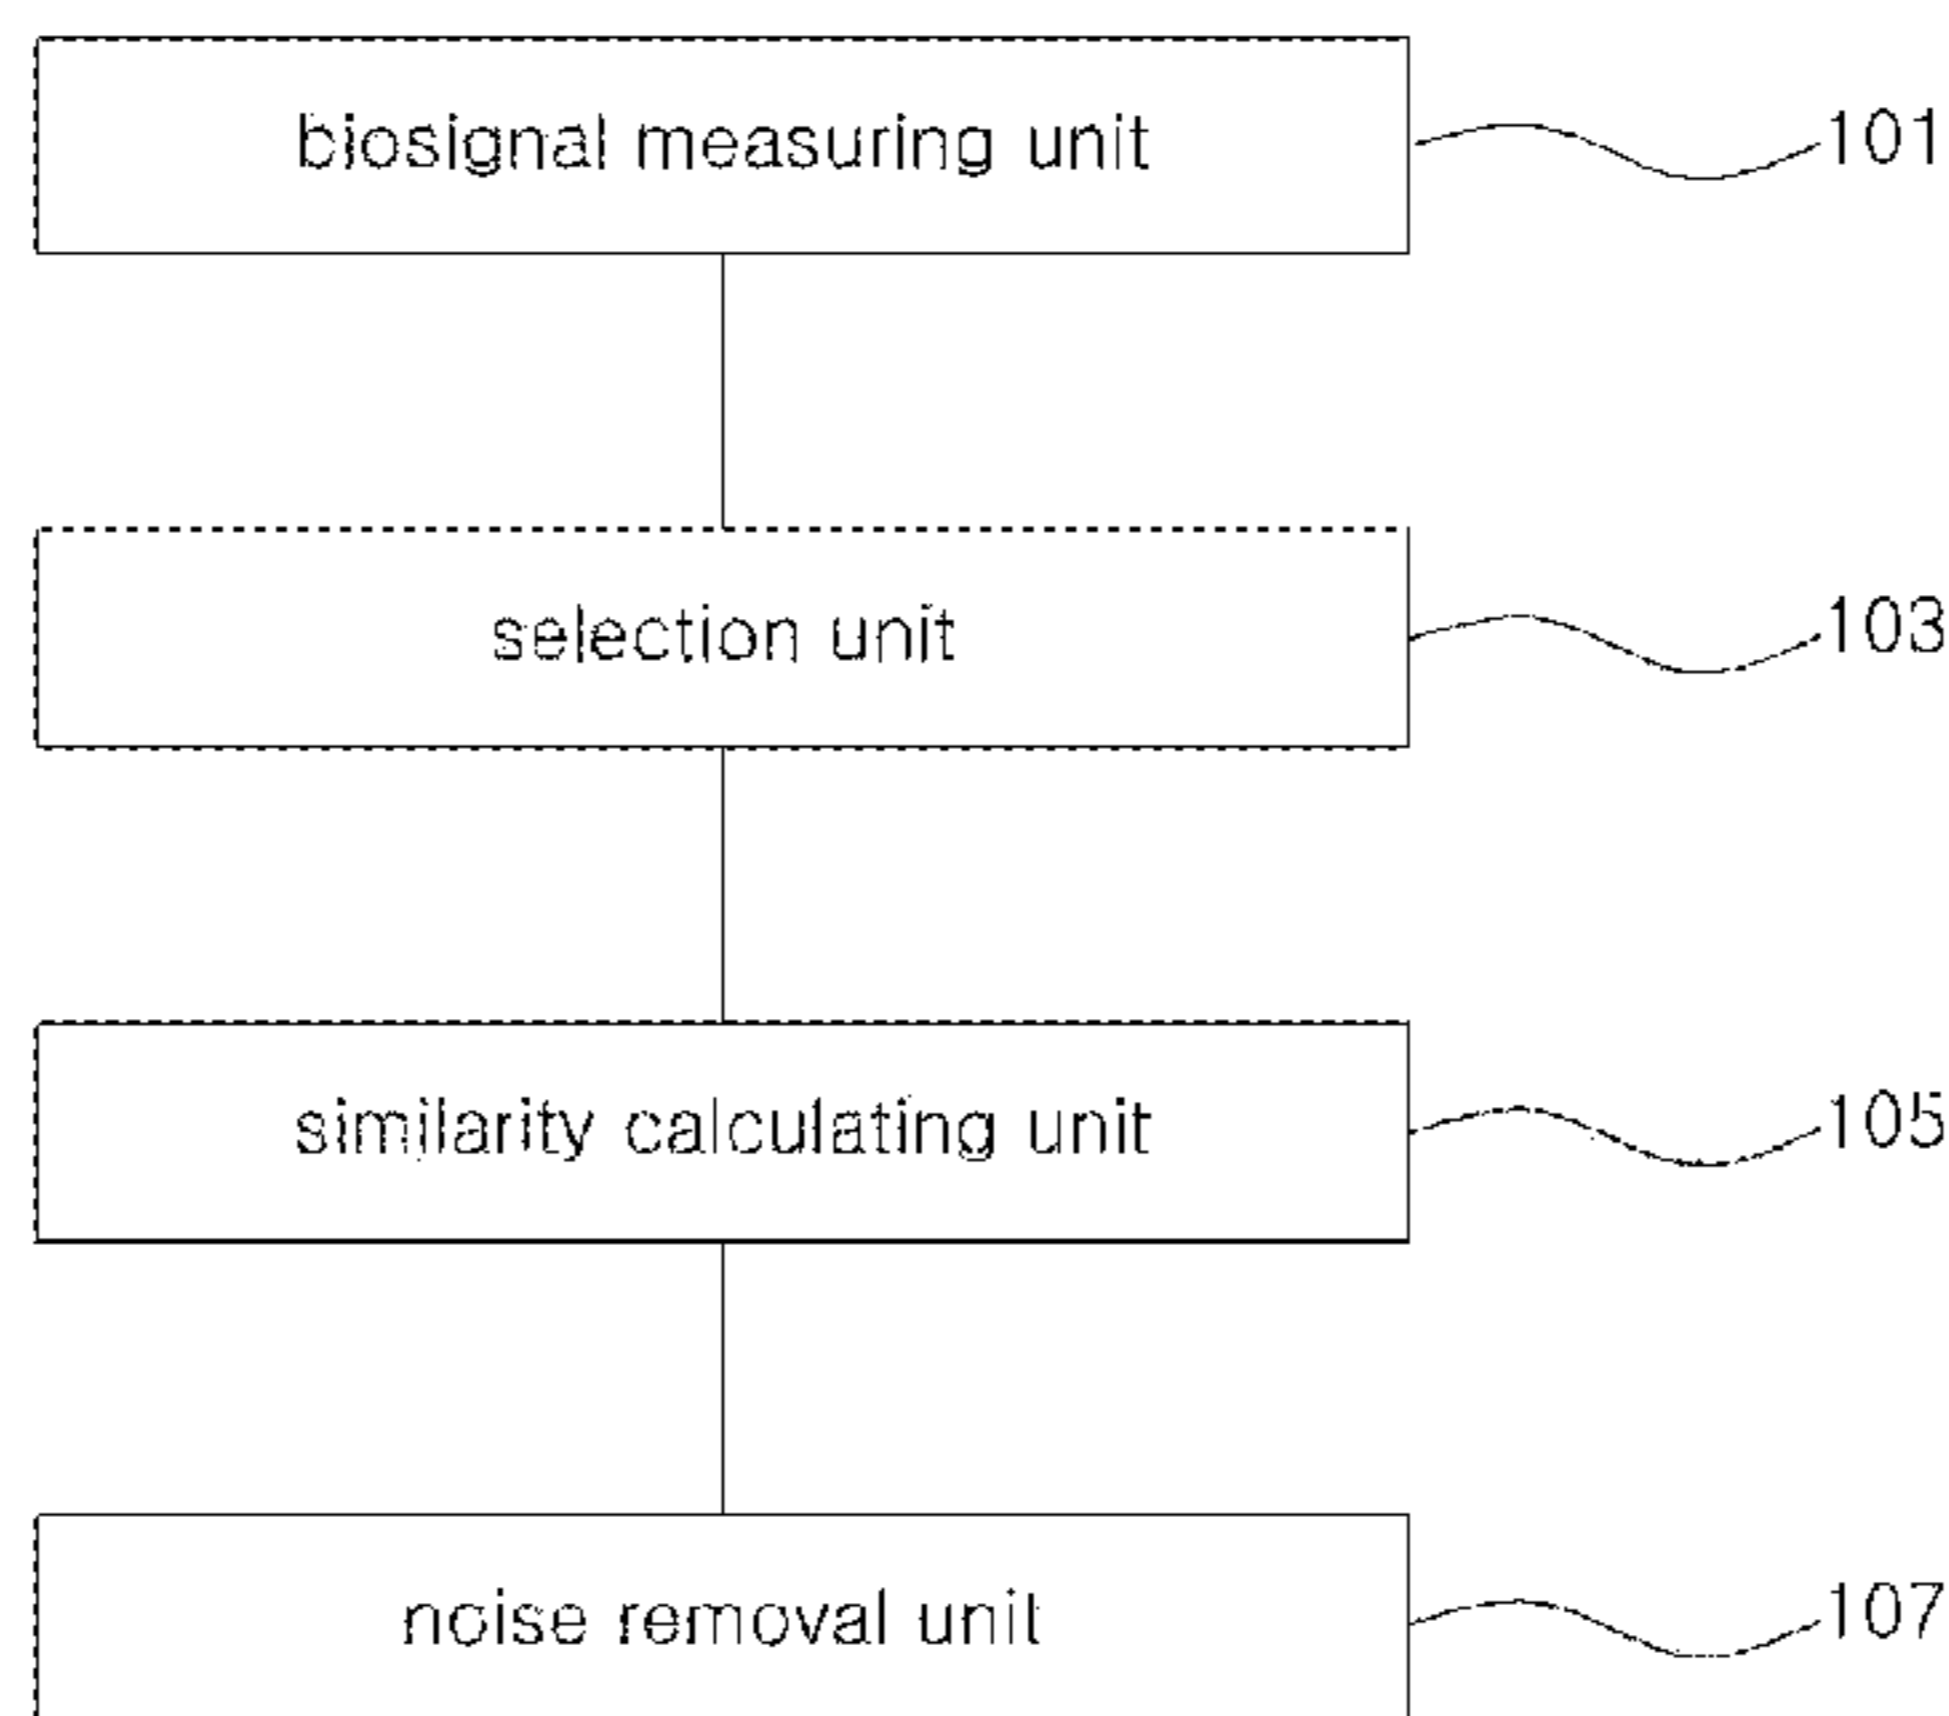 biosignal measuring unit 101
selection unit 103
similarity calculating unit 105
noise removal unit 107